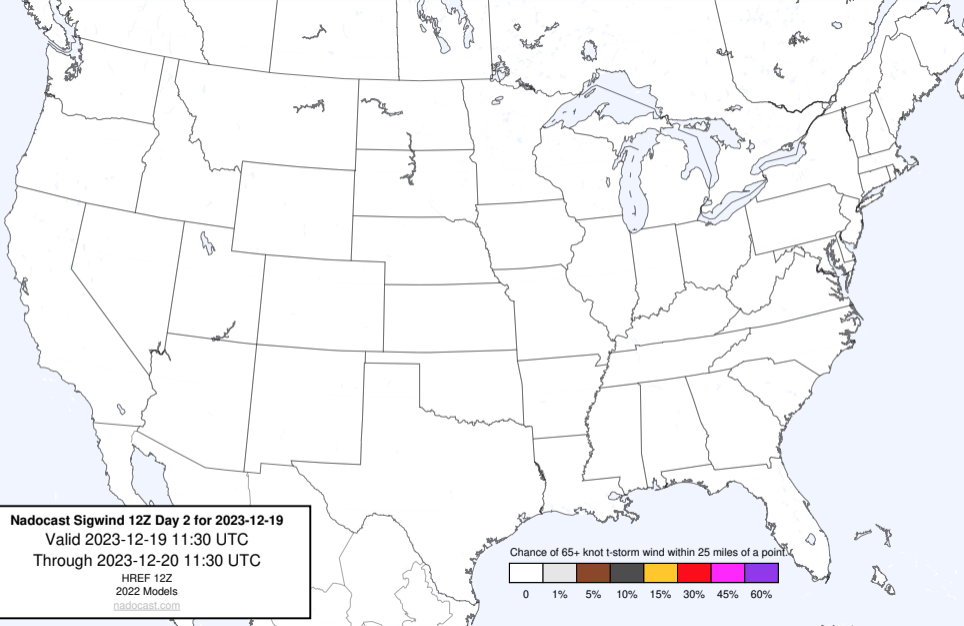 Nadocast Sigwind 12Z Day 2 for 2023-12-19
Valid 2023-12-19 11:30 UTC
Through 2023-12-20 11:30 UTC
HREF 12Z
2022 Models
nadocast.com
Chance of 65+ knot t-storm wind within 25 miles of a point.
0 1% 5% 10% 15% 30% 45% 60%